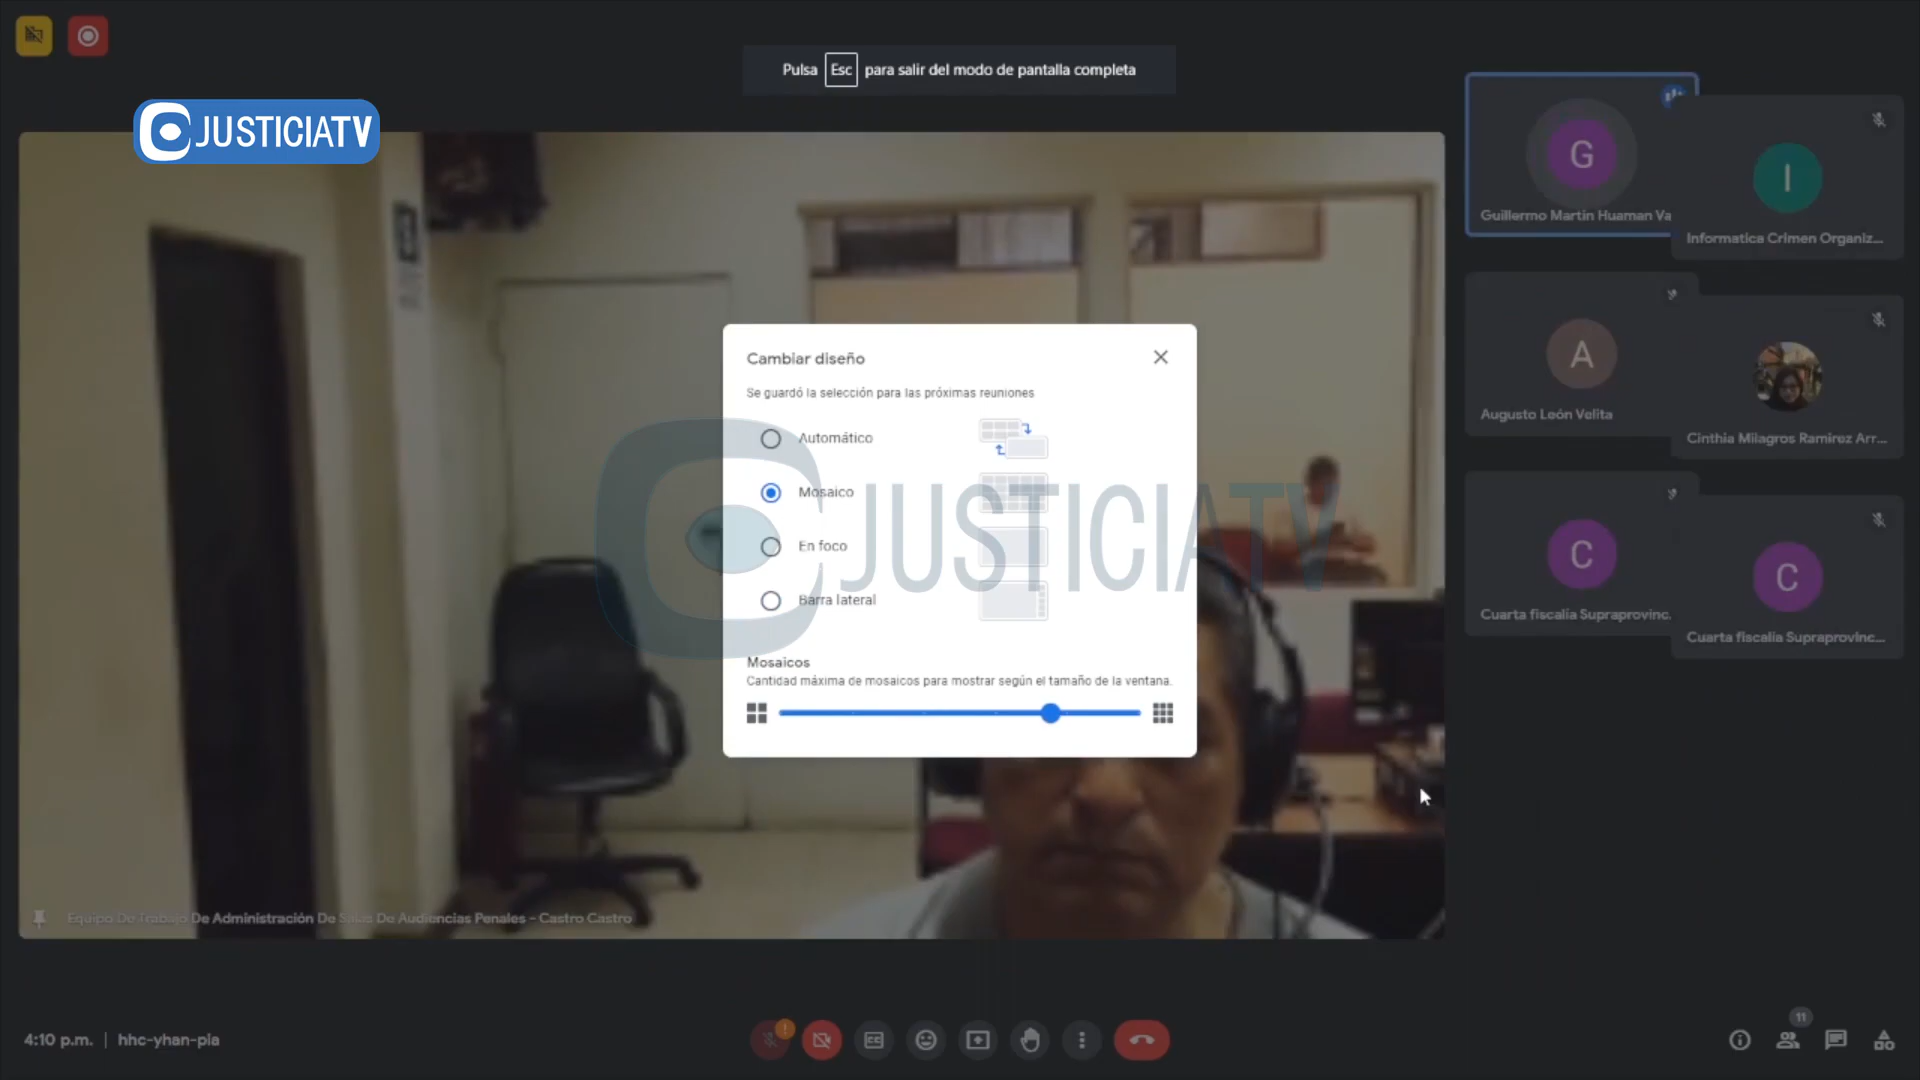 Pulsa Esc para salir del modo de pantalla completa
JUSTICIATV
G
Guillermo Martin Huaman Va
I
Informatica Crimen Organiz...
A
Augusto León Velita
Cinthia Milagros Ramirez Arr...
C
Cuarta fiscalía Supraprovinc.
C
Cuarta fiscalía Supraprovinc...
Cambiar diseño
Se guardó la selección para las próximas reuniones
Automático
Mosaico
En foco
Barra lateral
JUSTICIATV
Mosaicos
Cantidad máxima de mosaicos para mostrar según el tamaño de la ventana.
Equipo De Trabajo De Administración De Salas De Audiencias Penales - Castro Castro
4:10 p.m. | hhc-yhan-pia
11